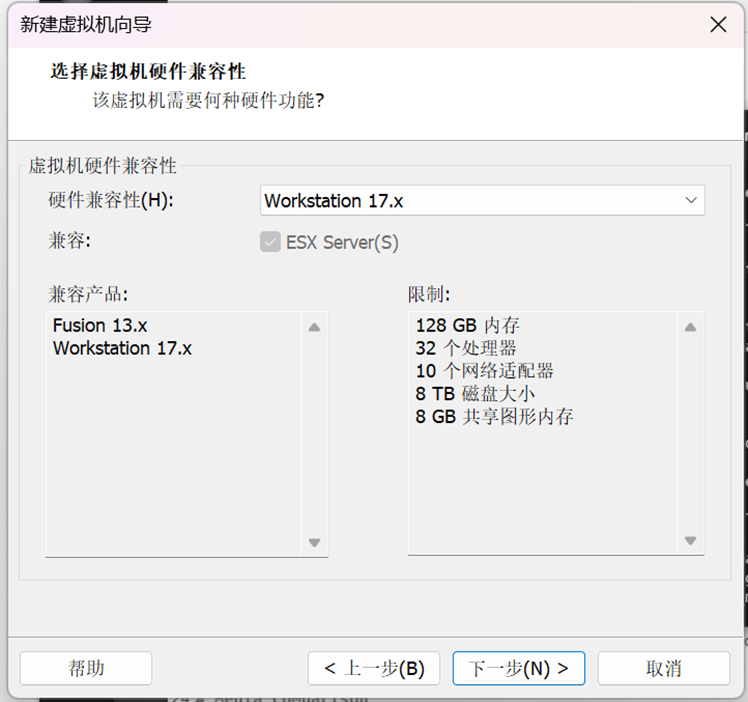 新建虚拟机向导
选择虚拟机硬件兼容性
该虚拟机需要何种硬件功能?
虚拟机硬件兼容性
硬件兼容性(H):
Workstation 17.x
兼容:
ESX Server(S)
兼容产品:
Fusion 13.x
Workstation 17.x
限制:
128 GB 内存
32 个处理器
10 个网络适配器
8 TB 磁盘大小
8 GB 共享图形内存
帮助
< 上一步(B)
下一步(N) >
取消